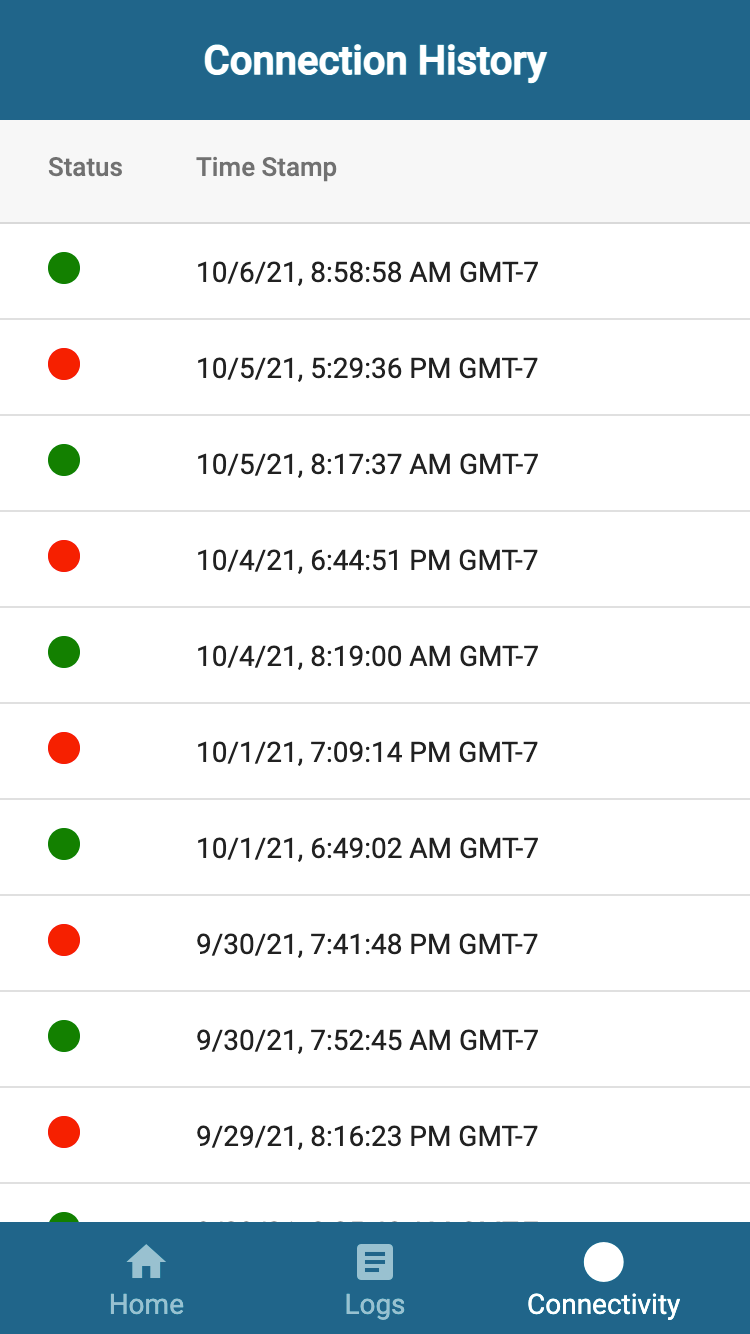 Connection History
Status Time Stamp
10/6/21, 8:58:58 AM GMT-7
10/5/21, 5:29:36 PM GMT-7
10/5/21, 8:17:37 AM GMT-7
10/4/21, 6:44:51 PM GMT-7
10/4/21, 8:19:00 AM GMT-7
10/1/21, 7:09:14 PM GMT-7
10/1/21, 6:49:02 AM GMT-7
9/30/21, 7:41:48 PM GMT-7
9/30/21, 7:52:45 AM GMT-7
9/29/21, 8:16:23 PM GMT-7
Home Logs Connectivity